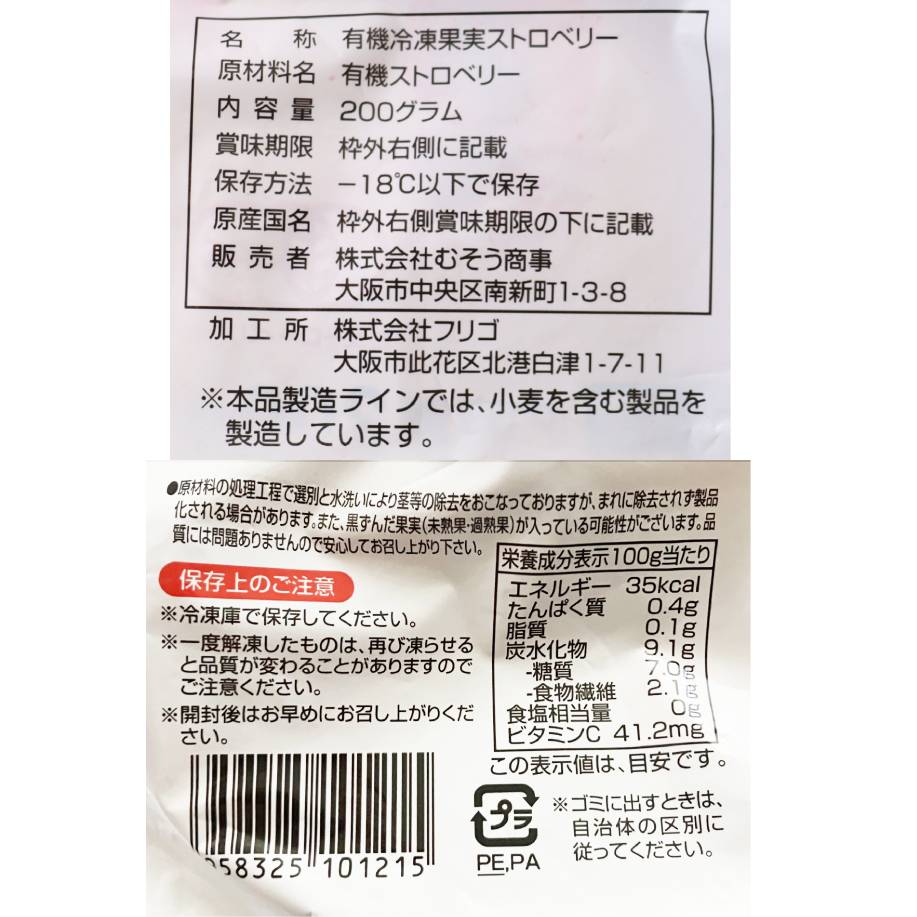 名称 有機冷凍果実ストロベリー
原材料名 有機ストロベリー
内容量 200グラム
賞味期限 枠外右側に記載
保存方法 −18℃以下で保存
原産国名 枠外右側賞味期限の下に記載
販売者 株式会社むそう商事
大阪市中央区南新町1-3-8
加工所 株式会社フリゴ
大阪市此花区北港白津1-7-11
※本品製造ラインでは、小麦を含む製品を
製造しています。
●原材料の処理工程で選別と水洗いにより茎等の除去をおこなっておりますが、まれに除去されず製品
化される場合があります。また、黒ずんだ果実(未熟果・過熟果)が入っている可能性がございます。品
質には問題ありませんので安心してお召し上がり下さい。
保存上のご注意
※冷凍庫で保存してください。
※一度解凍したものは、再び凍らせる
と品質が変わることがありますので
ご注意ください。
※開封後はお早めにお召し上がりくだ
さい。
栄養成分表示100g当たり
エネルギー 35kcal
たんぱく質 0.4g
脂質 0.1g
炭水化物 9.1g
-糖質 7.0g
-食物繊維 2.1g
食塩相当量 0g
ビタミンC 41.2mg
この表示値は、目安です。
58325 101215
プラ
PE,PA
※ゴミに出すときは、
自治体の区別に
従ってください。